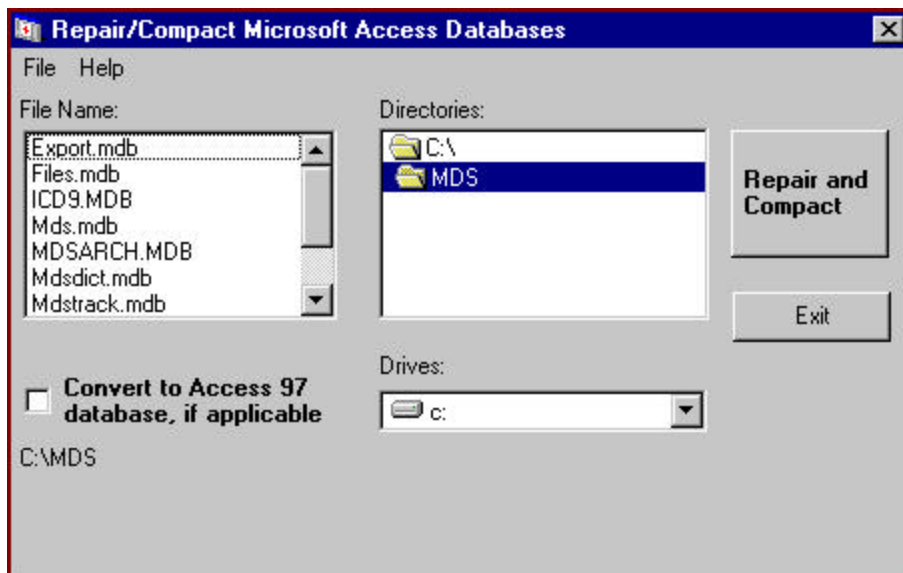 Repair/Compact Microsoft Access Databases
File Help
File Name:
Export.mdb
Files.mdb
ICD9.MDB
Mds.mdb
MDSARCH.MDB
Mdsdict.mdb
Mdstrack.mdb
Directories:
C:\
MDS
Repair and
Compact
Exit
Convert to Access 97
database, if applicable
Drives:
c:
C:\MDS